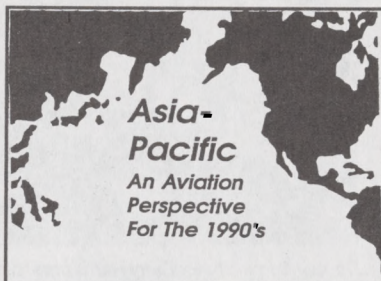 Asia-
Pacific
An Aviation
Perspective
For The 1990's